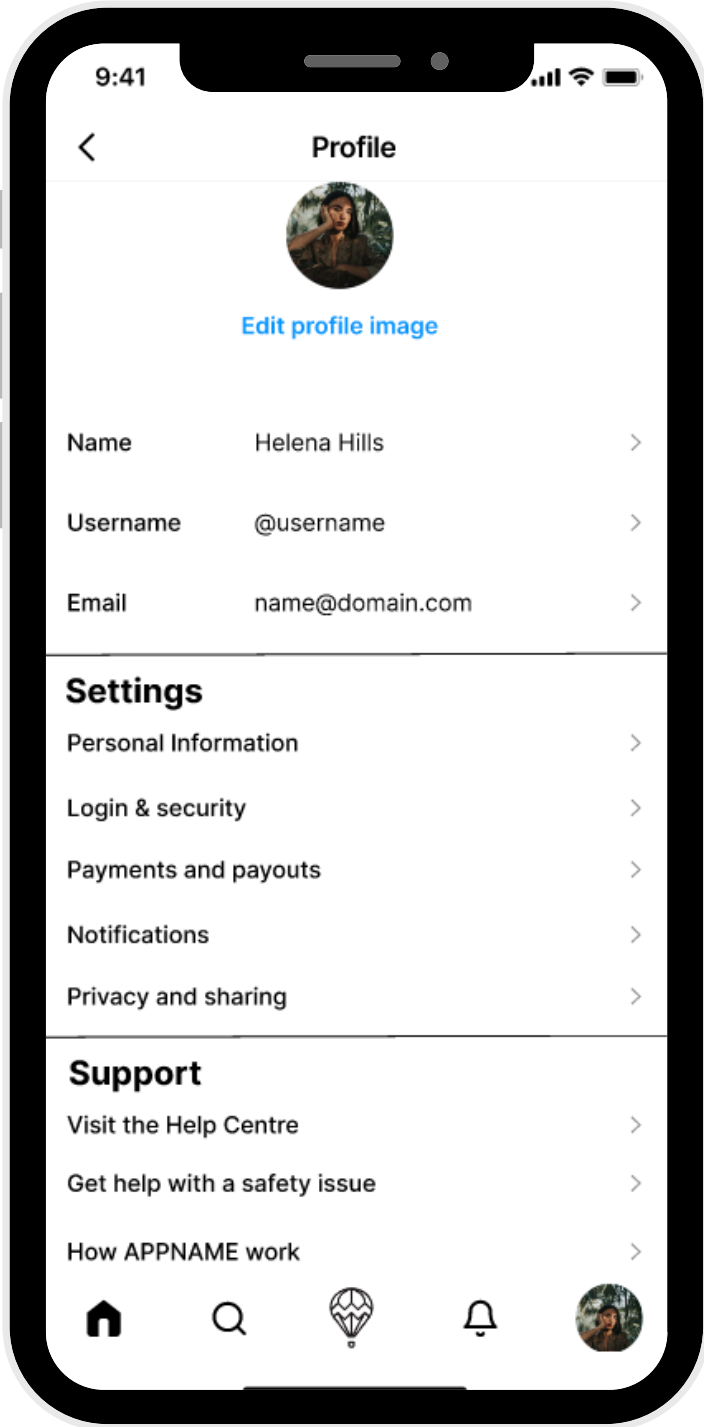 9:41
Profile
Edit profile image
Name Helena Hills
Username @username
Email name@domain.com
Settings
Personal Information
Login & security
Payments and payouts
Notifications
Privacy and sharing
Support
Visit the Help Centre
Get help with a safety issue
How APPNAME work